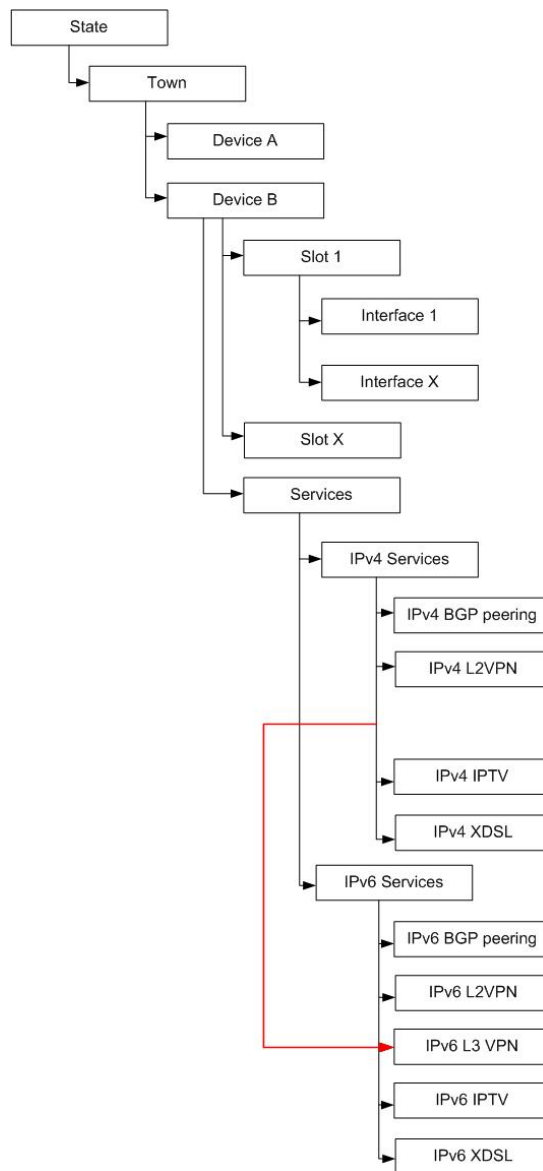 State
Town
Device A
Device B
Slot 1
Interface 1
Interface X
Slot X
Services
IPv4 Services
IPv4 BGP peering
IPv4 L2VPN
IPv4 IPTV
IPv4 XDSL
IPv6 Services
IPv6 BGP peering
IPv6 L2VPN
IPv6 L3 VPN
IPv6 IPTV
IPv6 XDSL